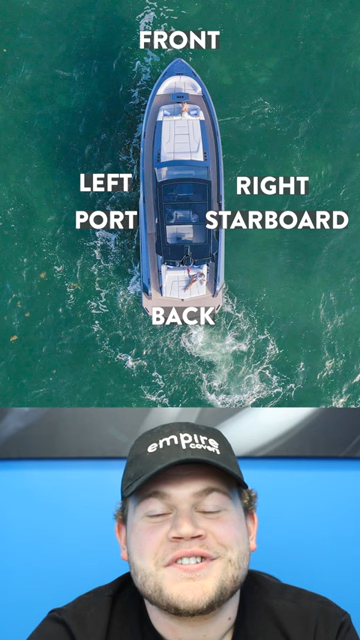 FRONT
LEFT
RIGHT
PORT
STARBOARD
BACK
empire
covers